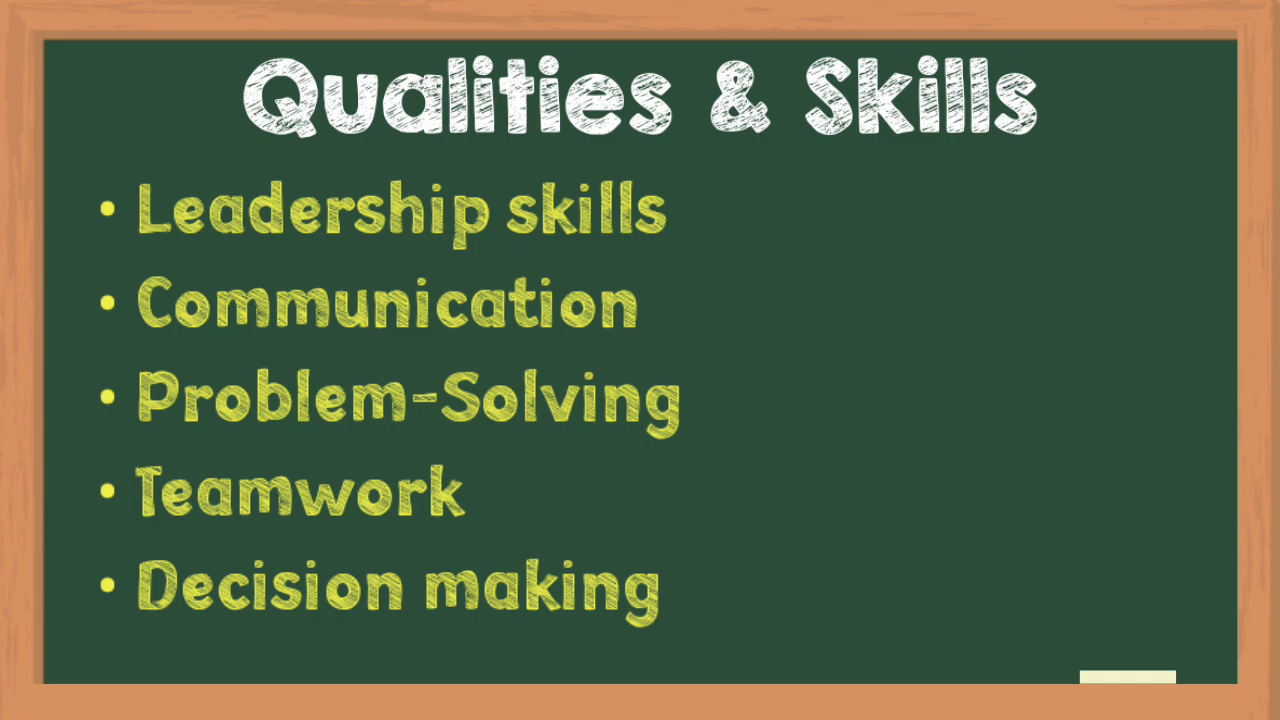 Qualities & Skills
• Leadership skills
• Communication
• Problem-Solving
• Teamwork
• Decision making